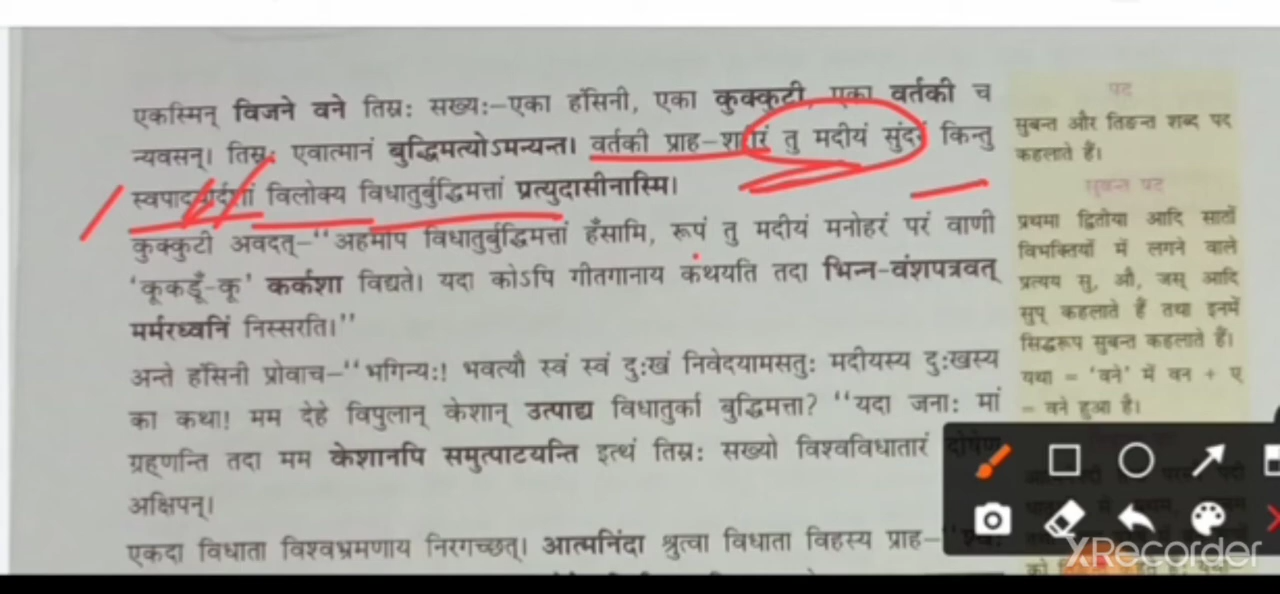 एकस्मिन् विजने वने तिस्रः सख्यः-एका हंसिनी, एका कुक्कुटी, एका वर्तकी च
न्यवसन्। तिस्रः एवात्मानं बुद्धिमत्योऽमन्यन्त। वर्तकी प्राह-शरीरं तु मदीयं सुंदरं किन्तु
विलोक्य विधातुर्बुद्धिमत्तां प्रत्युदासीनास्मि।
कुक्कुटी अवदत्-"अहमपि विधातुर्बुद्धिमत्तां हँसामि, रूपं तु मदीयं मनोहरं परं वाणी
'कूकडूँ-कू' कर्कशा विद्यते। यदा कोऽपि गीतगानाय कंथयति तदा भिन्न-वंशपत्रवत्
मर्मरध्वनिं निस्सरति।"
अन्ते हंसिनी प्रोवाच-"भगिन्यः! भवत्यौ स्वं स्वं दुःखं निवेदयामसतुः मदीयस्य दुःखस्य
का कथा! मम देहे विपुलान् केशान् उत्पाद्य विधातुर्का बुद्धिमत्ता? "यदा जनाः मां
ग्रह्णन्ति तदा मम केशानपि समुत्पाटयन्ति इत्थं तिस्रः सख्यो विश्वविधातारं दोषेण
अक्षिपन्।
एकदा विधाता विश्वभ्रमणाय निरगच्छत्। आत्मनिंदा श्रुत्वा विधाता विहस्य प्राह-
पद
सुबन्त और तिङन्त शब्द पद
कहलाते हैं।
सुबन्त पद
प्रथमा द्वितीया आदि सातों
विभक्तियों में लगने वाले
प्रत्यय सु, औ, जस् आदि
सुप् कहलाते हैं तथा इनमें
सिद्धरूप सुबन्त कहलाते हैं।
यथा = 'वने' में वन + ए
= वने हुआ है।
XRecorder